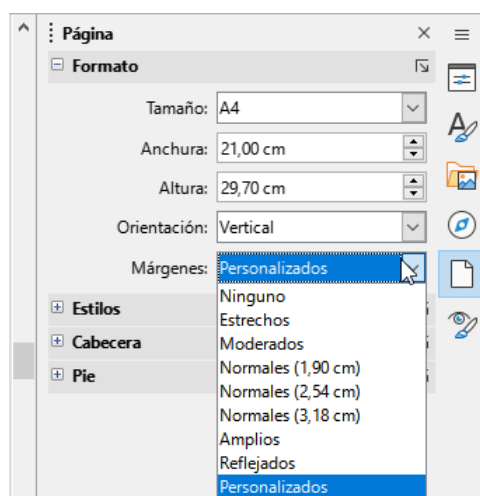 Página
Formato
Tamaño: A4
Anchura: 21,00 cm
Altura: 29,70 cm
Orientación: Vertical
Márgenes: Personalizados
Ninguno
Estilos
Estrechos
Cabecera
Moderados
Pie
Normales (1,90 cm)
Normales (2,54 cm)
Normales (3,18 cm)
Amplios
Reflejados
Personalizados